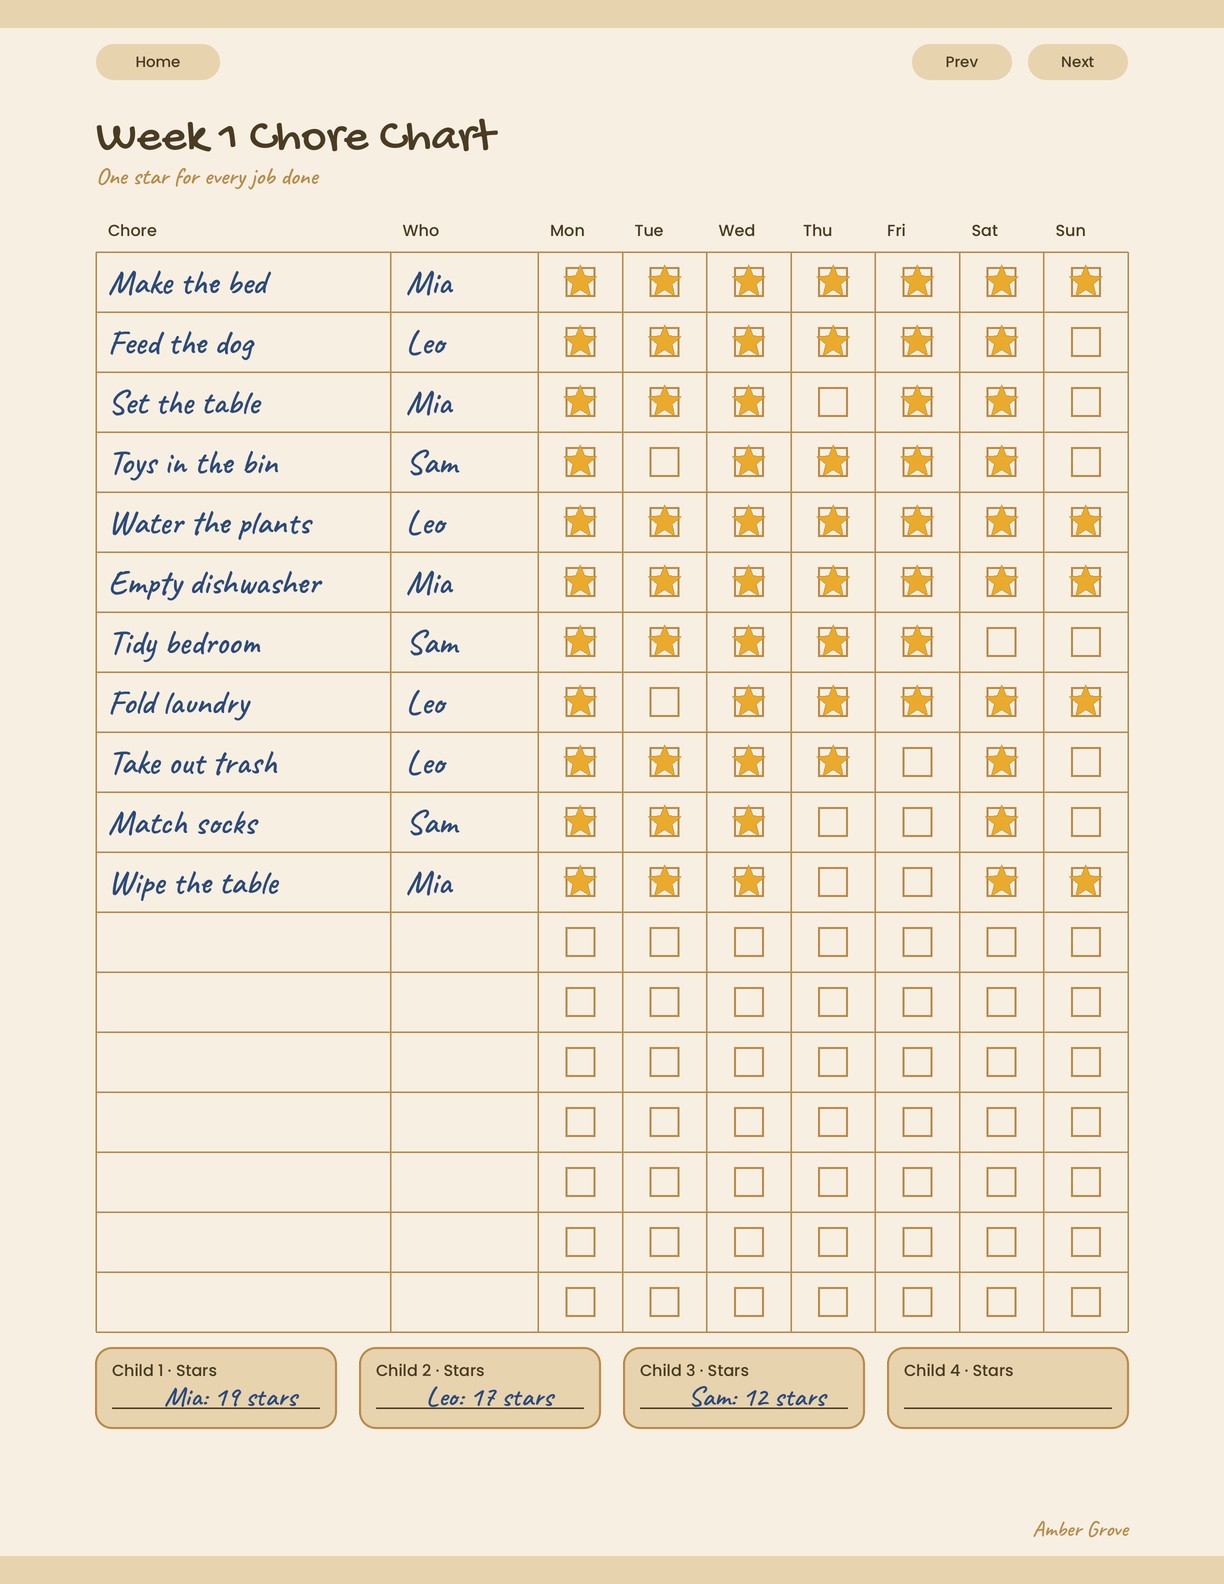 Home Prev Next
Week 1 Chore Chart
One star for every job done
Chore Who Mon Tue Wed Thu Fri Sat Sun
Make the bed Mia
Feed the dog Leo
Set the table Mia
Toys in the bin Sam
Water the plants Leo
Empty dishwasher Mia
Tidy bedroom Sam
Fold laundry Leo
Take out trash Leo
Match socks Sam
Wipe the table Mia
Child 1 · Stars Child 2 · Stars Child 3 · Stars Child 4 · Stars
Mia: 19 stars Leo: 17 stars Sam: 12 stars
Amber Grove